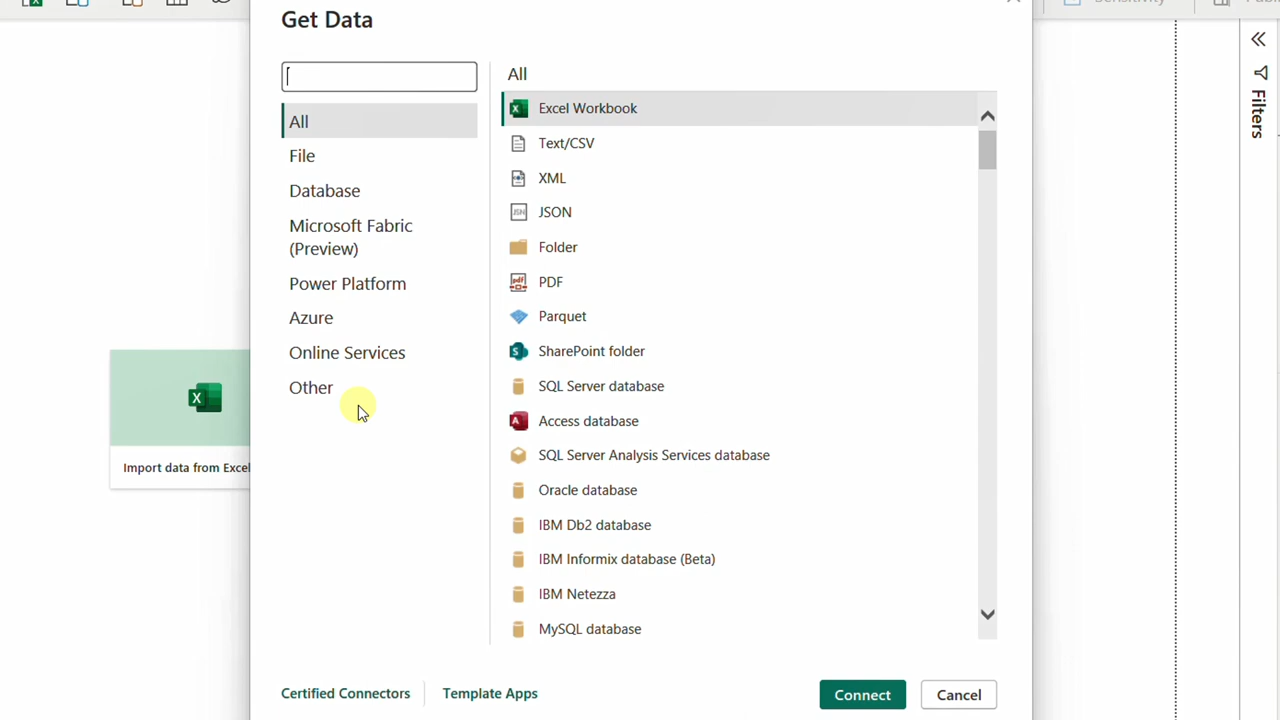 Sensitivity
Get Data
All
File
Database
Microsoft Fabric
(Preview)
Power Platform
Azure
Online Services
Other
All
Excel Workbook
Text/CSV
XML
JSON
Folder
PDF
Parquet
SharePoint folder
SQL Server database
Access database
SQL Server Analysis Services database
Oracle database
IBM Db2 database
IBM Informix database (Beta)
IBM Netezza
MySQL database
Certified Connectors
Template Apps
Connect
Cancel
Import data from Excel
Filters